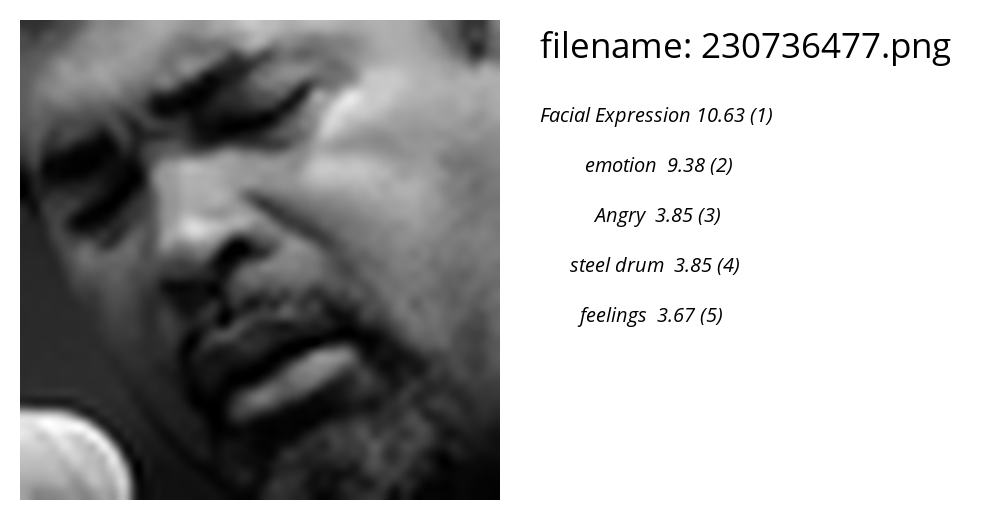 filename: 230736477.png
Facial Expression 10.63 (1)
emotion 9.38 (2)
Angry 3.85 (3)
steel drum 3.85 (4)
feelings 3.67 (5)